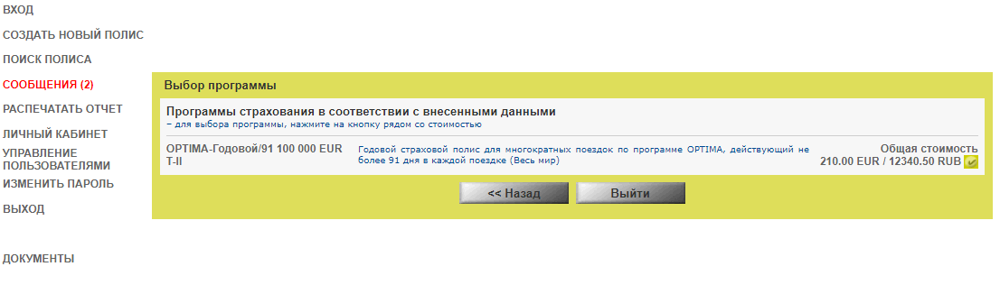 ВХОД
СОЗДАТЬ НОВЫЙ ПОЛИС
ПОИСК ПОЛИСА
СООБЩЕНИЯ (2)
РАСПЕЧАТАТЬ ОТЧЕТ
ЛИЧНЫЙ КАБИНЕТ
УПРАВЛЕНИЕ
ПОЛЬЗОВАТЕЛЯМИ
ИЗМЕНИТЬ ПАРОЛЬ
ВЫХОД
ДОКУМЕНТЫ
Выбор программы
Программы страхования в соответствии с внесенными данными
– для выбора программы, нажмите на кнопку рядом со стоимостью
OPTIMA-Годовой/91 100 000 EUR
T-II
Годовой страховой полис для многократных поездок по программе OPTIMA, действующий не
более 91 дня в каждой поездке (Весь мир)
Общая стоимость
210.00 EUR / 12340.50 RUB
<< Назад
Выйти